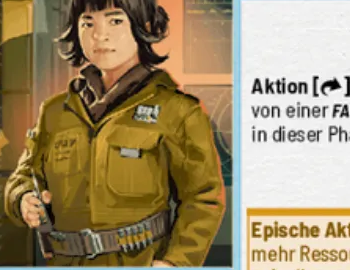 Aktion [
von einer FA
in dieser Pha
Epische Akt
mehr Ressou